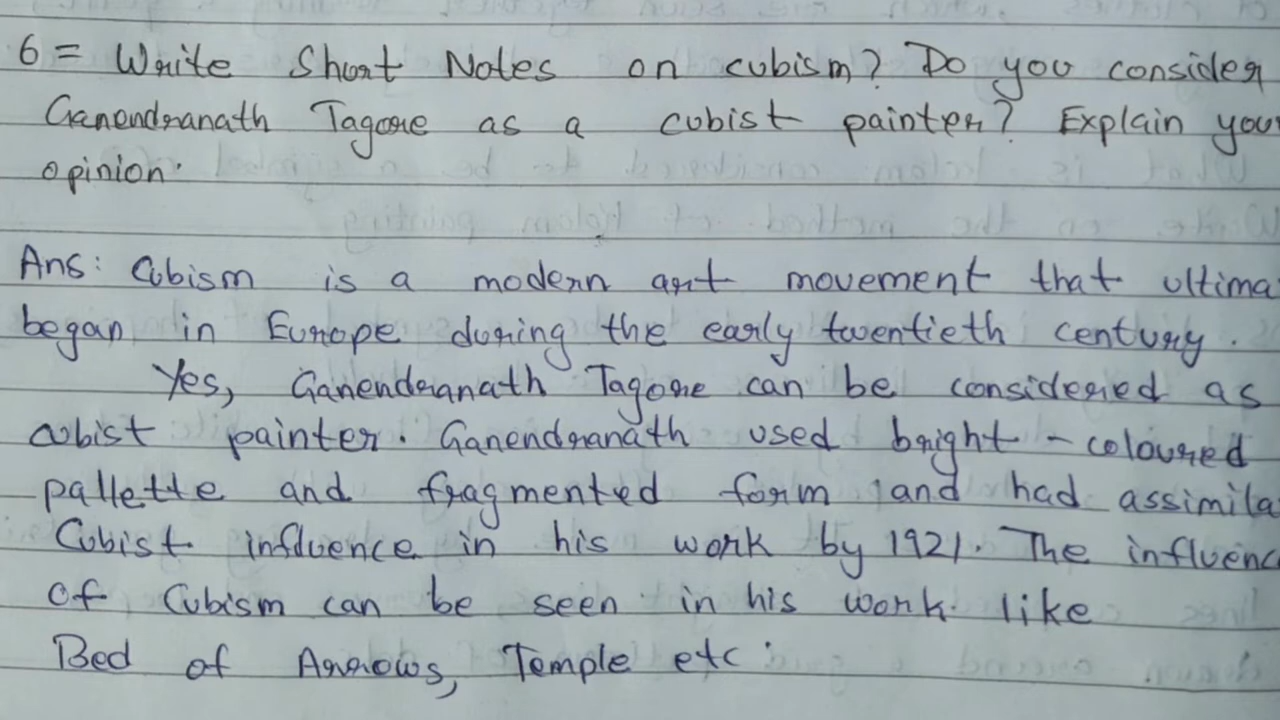 6 = Write Short Notes on cubism? Do you consider
Ganendranath Tagore as a cubist painter? Explain you
opinion.
Ans: Cubism is a modern art movement that ultima
began in Europe during the early twentieth century.
Yes, Ganendranath Tagore can be considered as
cubist painter. Ganendranath used bright - coloured
pallette and fragmented form and had assimila
Cubist influence in his work by 1921. The influenc
of Cubism can be seen in his work like
Bed of Arrows, Temple etc.